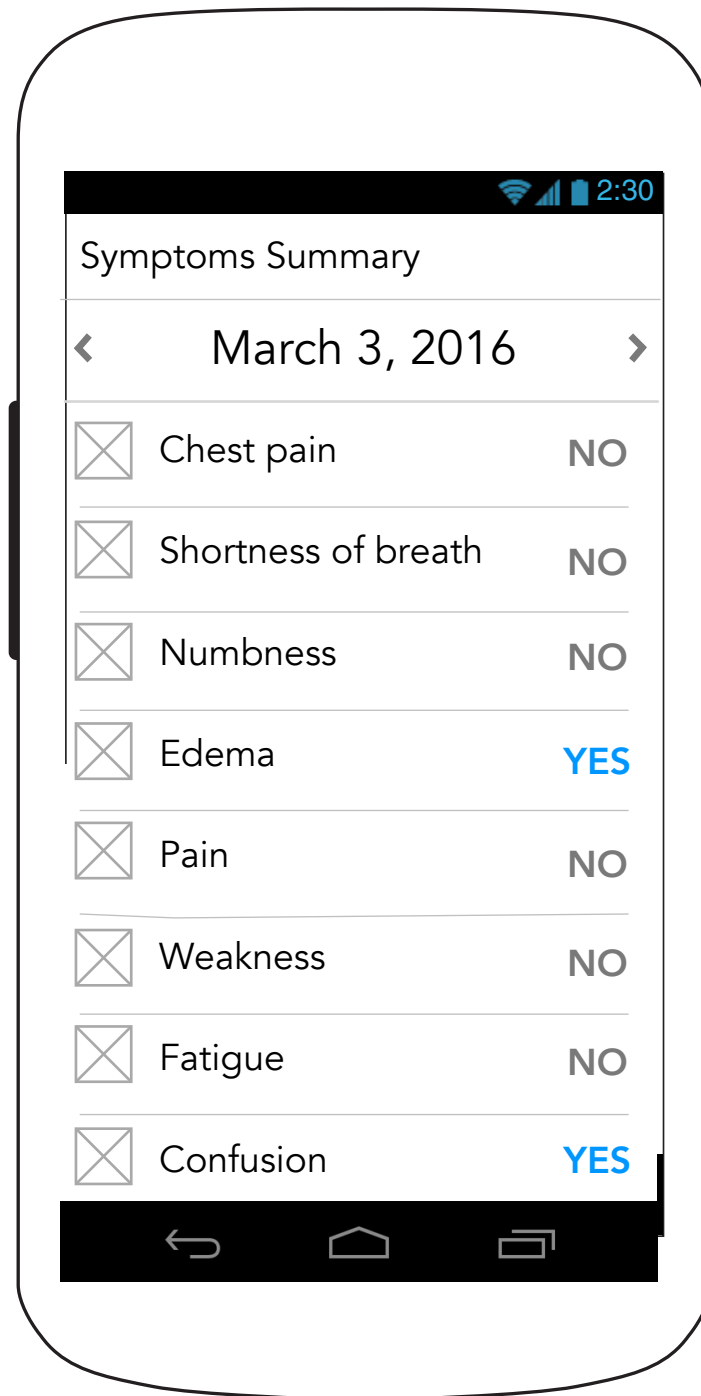 2:30
Symptoms Summary
March 3, 2016
Chest pain NO
Shortness of breath NO
Numbness NO
Edema YES
Pain NO
Weakness NO
Fatigue NO
Confusion YES